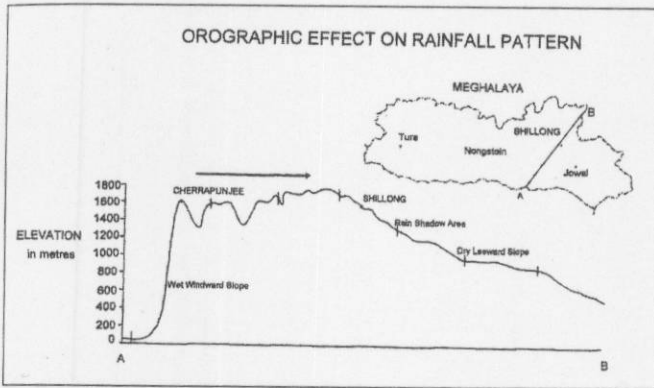 OROGRAPHIC EFFECT ON RAINFALL PATTERN
MEGHALAYA
B
SHILLONG
Tura
Nongstoin
Jowai
A
1800
CHERRAPUNJEE
1600
SHILLONG
1400
Rain Shadow Area
1200
ELEVATION
in metres
1000
Dry Leeward Slope
800
Wet Windward Slope
600
400
200
0
A
B